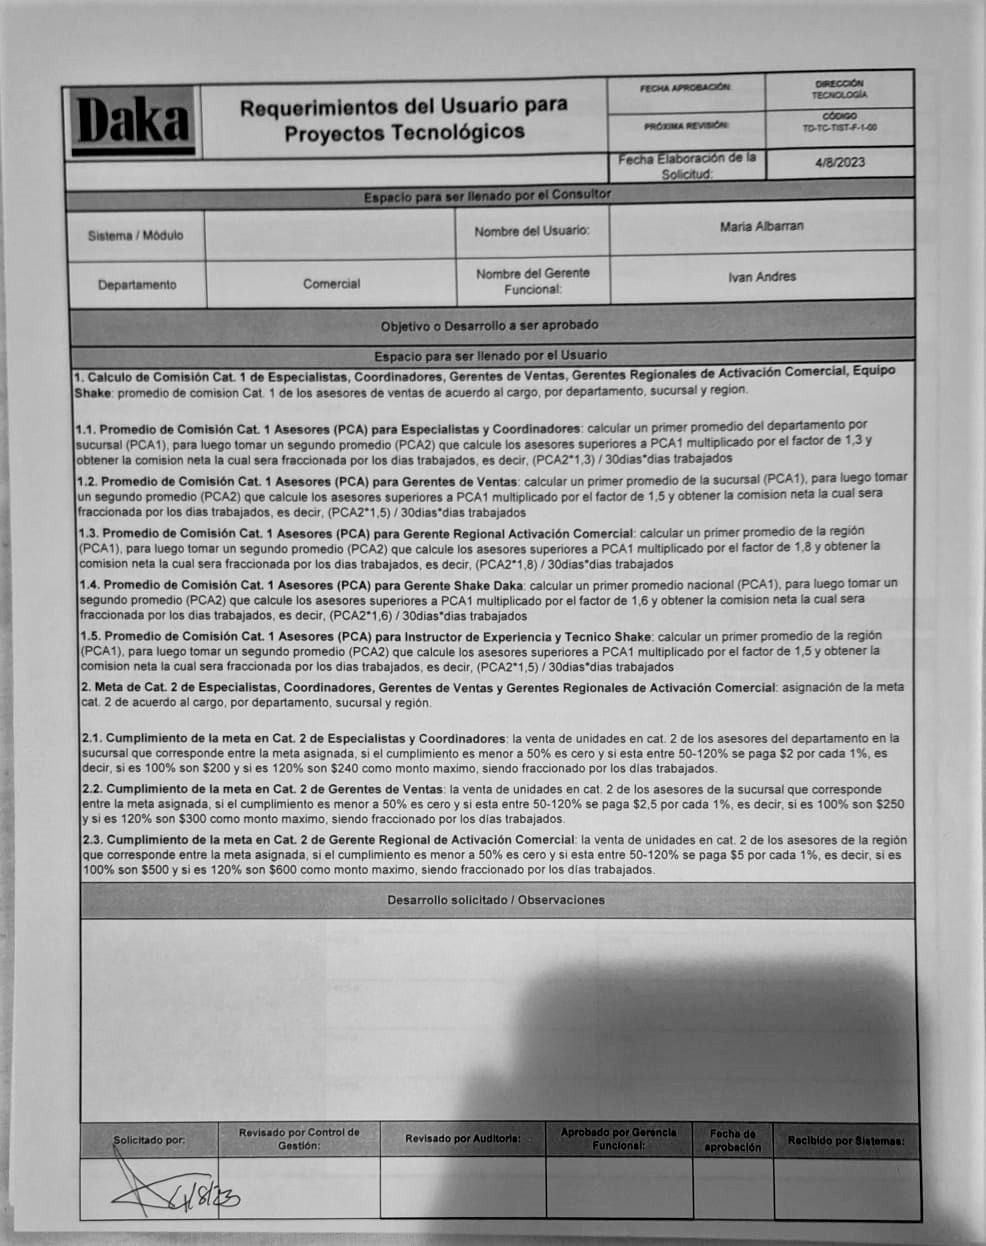 Daka
Requerimientos del Usuario para
Proyectos Tecnológicos
FECHA APROBACIÓN:
DIRECCIÓN
TECNOLOGÍA
PRÓXIMA REVISIÓN:
CÓDIGO
TD-TC-TIST-F-1-00
Fecha Elaboración de la
Solicitud:
4/8/2023
Espacio para ser llenado por el Consultor
Sistema / Módulo
Nombre del Usuario:
Maria Albarran
Departamento
Comercial
Nombre del Gerente
Funcional:
Ivan Andres
Objetivo o Desarrollo a ser aprobado
Espacio para ser llenado por el Usuario
1. Calculo de Comisión Cat. 1 de Especialistas, Coordinadores, Gerentes de Ventas, Gerentes Regionales de Activación Comercial, Equipo
Shake: promedio de comision Cat. 1 de los asesores de ventas de acuerdo al cargo, por departamento, sucursal y region.
1.1. Promedio de Comisión Cat. 1 Asesores (PCA) para Especialistas y Coordinadores: calcular un primer promedio del departamento por
sucursal (PCA1), para luego tomar un segundo promedio (PCA2) que calcule los asesores superiores a PCA1 multiplicado por el factor de 1,3 y
obtener la comision neta la cual sera fraccionada por los dias trabajados, es decir, (PCA2*1,3) / 30dias*dias trabajados
1.2. Promedio de Comisión Cat. 1 Asesores (PCA) para Gerentes de Ventas: calcular un primer promedio de la sucursal (PCA1), para luego tomar
un segundo promedio (PCA2) que calcule los asesores superiores a PCA1 multiplicado por el factor de 1,5 y obtener la comision neta la cual sera
fraccionada por los dias trabajados, es decir, (PCA2*1,5) / 30dias*dias trabajados
1.3. Promedio de Comisión Cat. 1 Asesores (PCA) para Gerente Regional Activación Comercial: calcular un primer promedio de la región
(PCA1), para luego tomar un segundo promedio (PCA2) que calcule los asesores superiores a PCA1 multiplicado por el factor de 1,8 y obtener la
comision neta la cual sera fraccionada por los dias trabajados, es decir, (PCA2*1,8) / 30dias*dias trabajados
1.4. Promedio de Comisión Cat. 1 Asesores (PCA) para Gerente Shake Daka: calcular un primer promedio nacional (PCA1), para luego tomar un
segundo promedio (PCA2) que calcule los asesores superiores a PCA1 multiplicado por el factor de 1,6 y obtener la comision neta la cual sera
fraccionada por los dias trabajados, es decir, (PCA2*1,6) / 30dias*dias trabajados
1.5. Promedio de Comisión Cat. 1 Asesores (PCA) para Instructor de Experiencia y Tecnico Shake: calcular un primer promedio de la región
(PCA1), para luego tomar un segundo promedio (PCA2) que calcule los asesores superiores a PCA1 multiplicado por el factor de 1,5 y obtener la
comision neta la cual sera fraccionada por los dias trabajados, es decir, (PCA2*1,5) / 30dias*dias trabajados
2. Meta de Cat. 2 de Especialistas, Coordinadores, Gerentes de Ventas y Gerentes Regionales de Activación Comercial: asignación de la meta
cat. 2 de acuerdo al cargo, por departamento, sucursal y región.
2.1. Cumplimiento de la meta en Cat. 2 de Especialistas y Coordinadores: la venta de unidades en cat. 2 de los asesores del departamento en la
sucursal que corresponde entre la meta asignada, si el cumplimiento es menor a 50% es cero y si esta entre 50-120% se paga $2 por cada 1%, es
decir, si es 100% son $200 y si es 120% son $240 como monto maximo, siendo fraccionado por los días trabajados.
2.2. Cumplimiento de la meta en Cat. 2 de Gerentes de Ventas: la venta de unidades en cat. 2 de los asesores de la sucursal que corresponde
entre la meta asignada, si el cumplimiento es menor a 50% es cero y si esta entre 50-120% se paga $2,5 por cada 1%, es decir, si es 100% son $250
y si es 120% son $300 como monto maximo, siendo fraccionado por los días trabajados.
2.3. Cumplimiento de la meta en Cat. 2 de Gerente Regional de Activación Comercial: la venta de unidades en cat. 2 de los asesores de la región
que corresponde entre la meta asignada, si el cumplimiento es menor a 50% es cero y si esta entre 50-120% se paga $5 por cada 1%, es decir, si es
100% son $500 y si es 120% son $600 como monto maximo, siendo fraccionado por los días trabajados.
Desarrollo solicitado / Observaciones
Solicitado por:
Revisado por Control de
Gestión:
Revisado por Auditoria:
Aprobado por Gerencia
Funcional:
Fecha de
aprobación
Recibido por Sistemas:
4/8/23